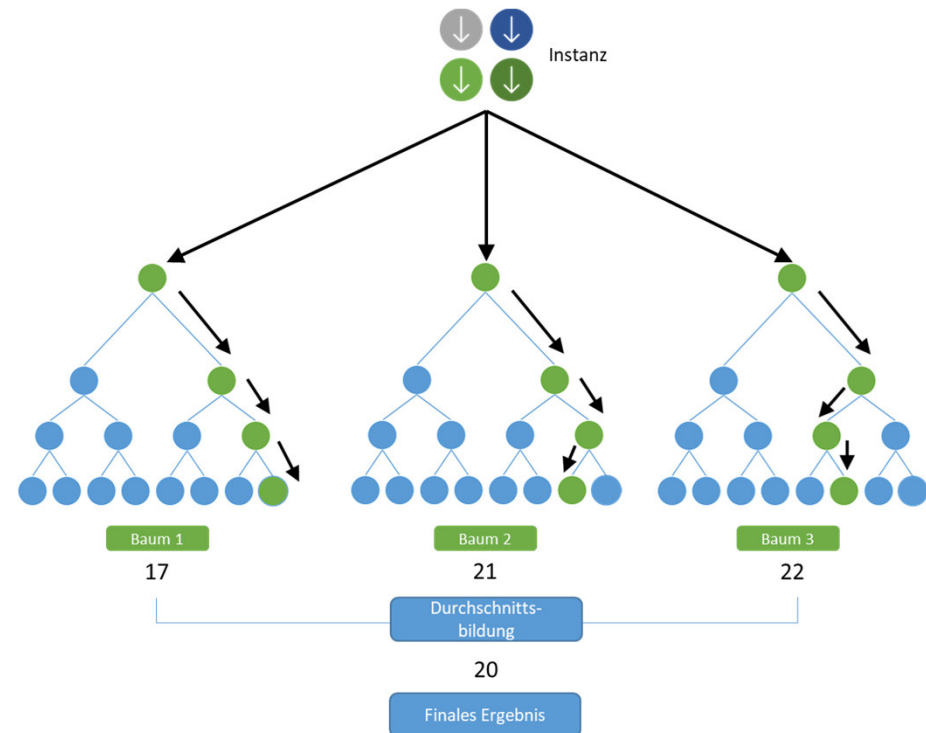 Instanz
Baum 1
Baum 2
Baum 3
17
21
22
Durchschnitts-
bildung
20
Finales Ergebnis